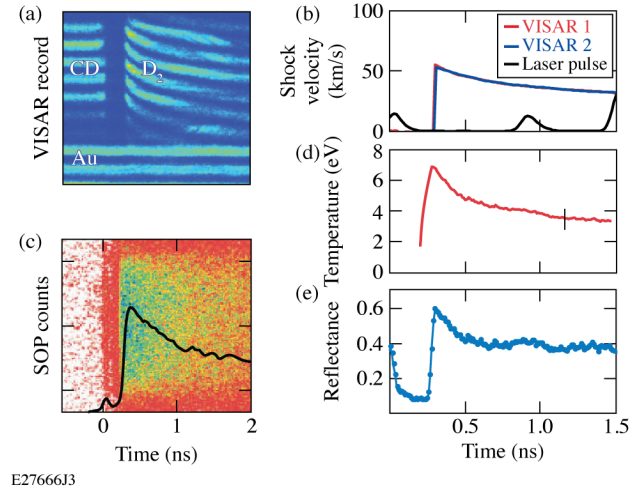 (a)
VISAR record
CD
D2
Au
(b)
Shock velocity (km/s)
100
50
0
VISAR 1
VISAR 2
Laser pulse
(c)
SOP counts
0
1
2
Time (ns)
(d)
Temperature (eV)
8
6
4
2
0
(e)
Reflectance
0.6
0.4
0.2
0.5
1.0
1.5
Time (ns)
E27666J3